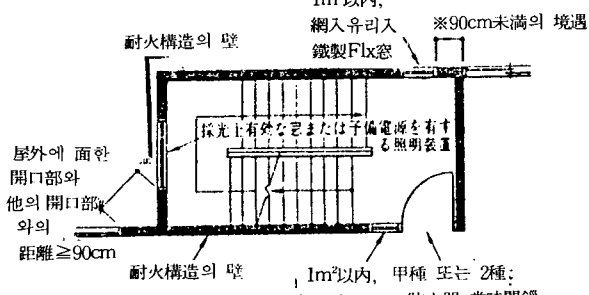 1m²以内,
網入유리入
鐵製FIx窓
※90cm未満의 境遇
耐火構造의 壁
採光上有効な窓または予備電源を有す
る照明装置
屋外에 面한
開口部와
他의 開口部
와의
距離≧90cm
耐火構造의 壁
1m²以内, 甲種 또는 2種;